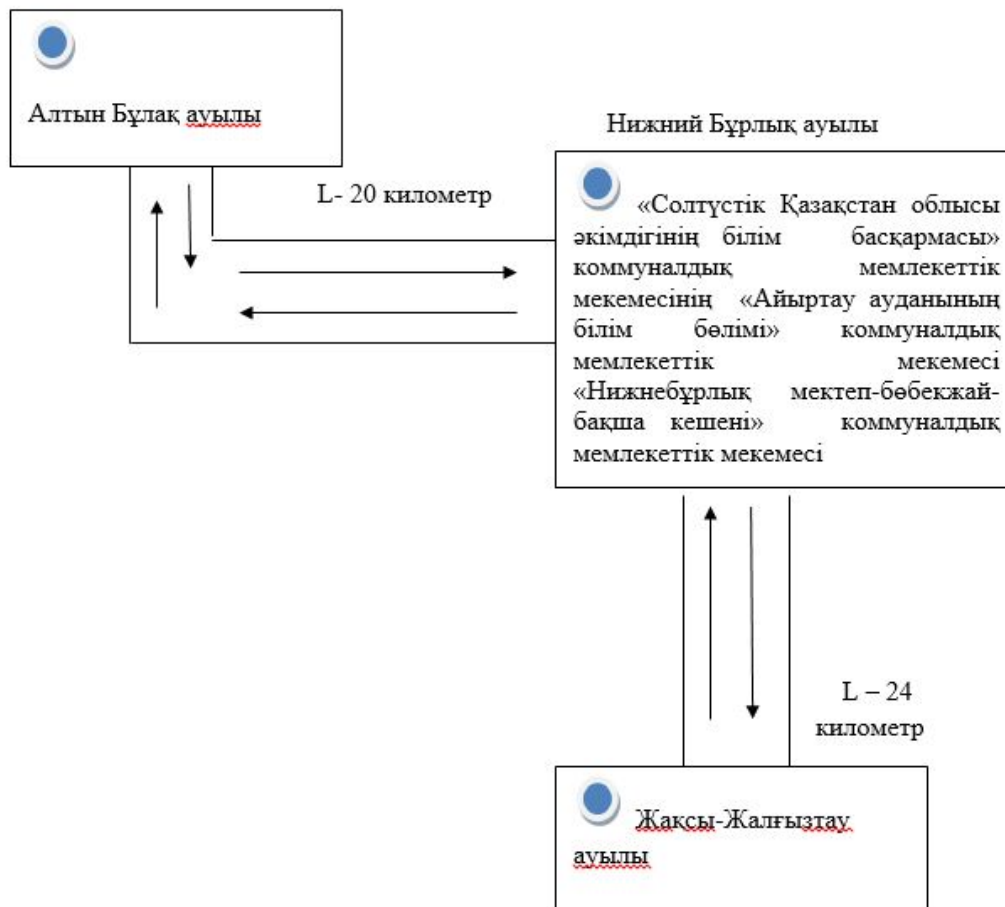 Алтын Бұлақ ауылы
L- 20 километр
Нижний Бұрлық ауылы
«Солтүстік Қазақстан облысы
әкімдігінің білім басқармасы»
коммуналдық мемлекеттік
мекемесінің «Айыртау ауданының
білім бөлімі» коммуналдық
мемлекеттік мекемесі
«Нижнебұрлық мектеп-бөбекжай-
бақша кешені» коммуналдық
мемлекеттік мекемесі
L – 24
километр
Жақсы-Жалғызтау
ауылы